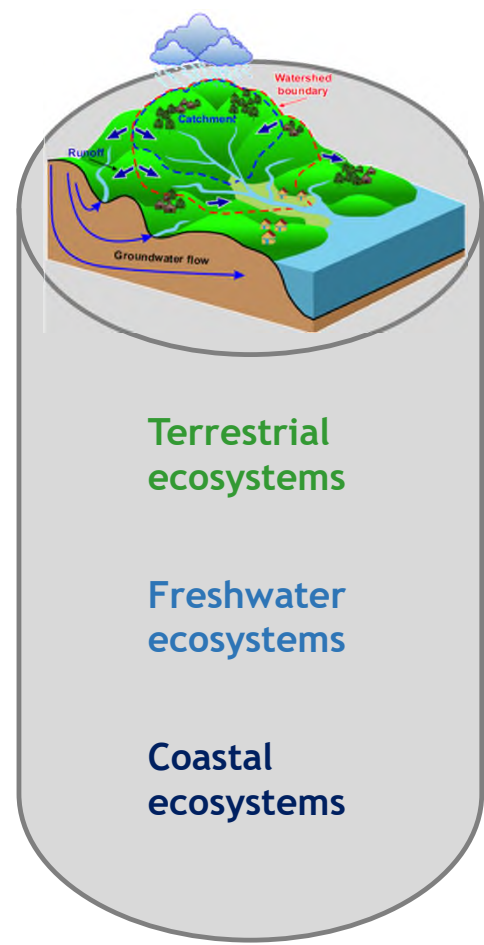 Watershed
boundary
Catchment
Runoff
Groundwater flow
Terrestrial
ecosystems
Freshwater
ecosystems
Coastal
ecosystems